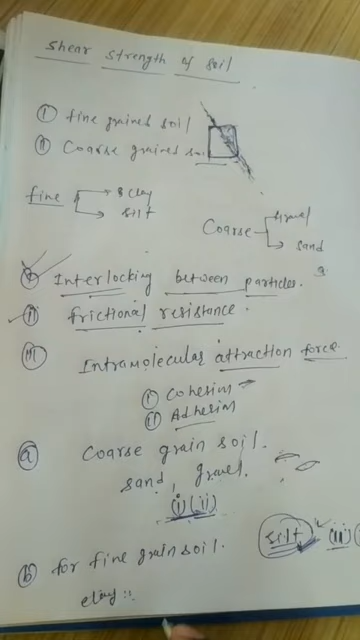 Shear strength of soil
(I) fine grained soil
(II) Coarse grained soil
fine → clay
→ silt
Coarse gravel
→ sand
(I) Interlocking between particles.
(II) frictional resistance.
(III) Intramolecular attraction force.
(i) Cohesion
(ii) Adhesion
(a) Coarse grain soil.
sand, gravel.
(i) (ii)
silt (iii)
(b) for fine grain soil.
clay :